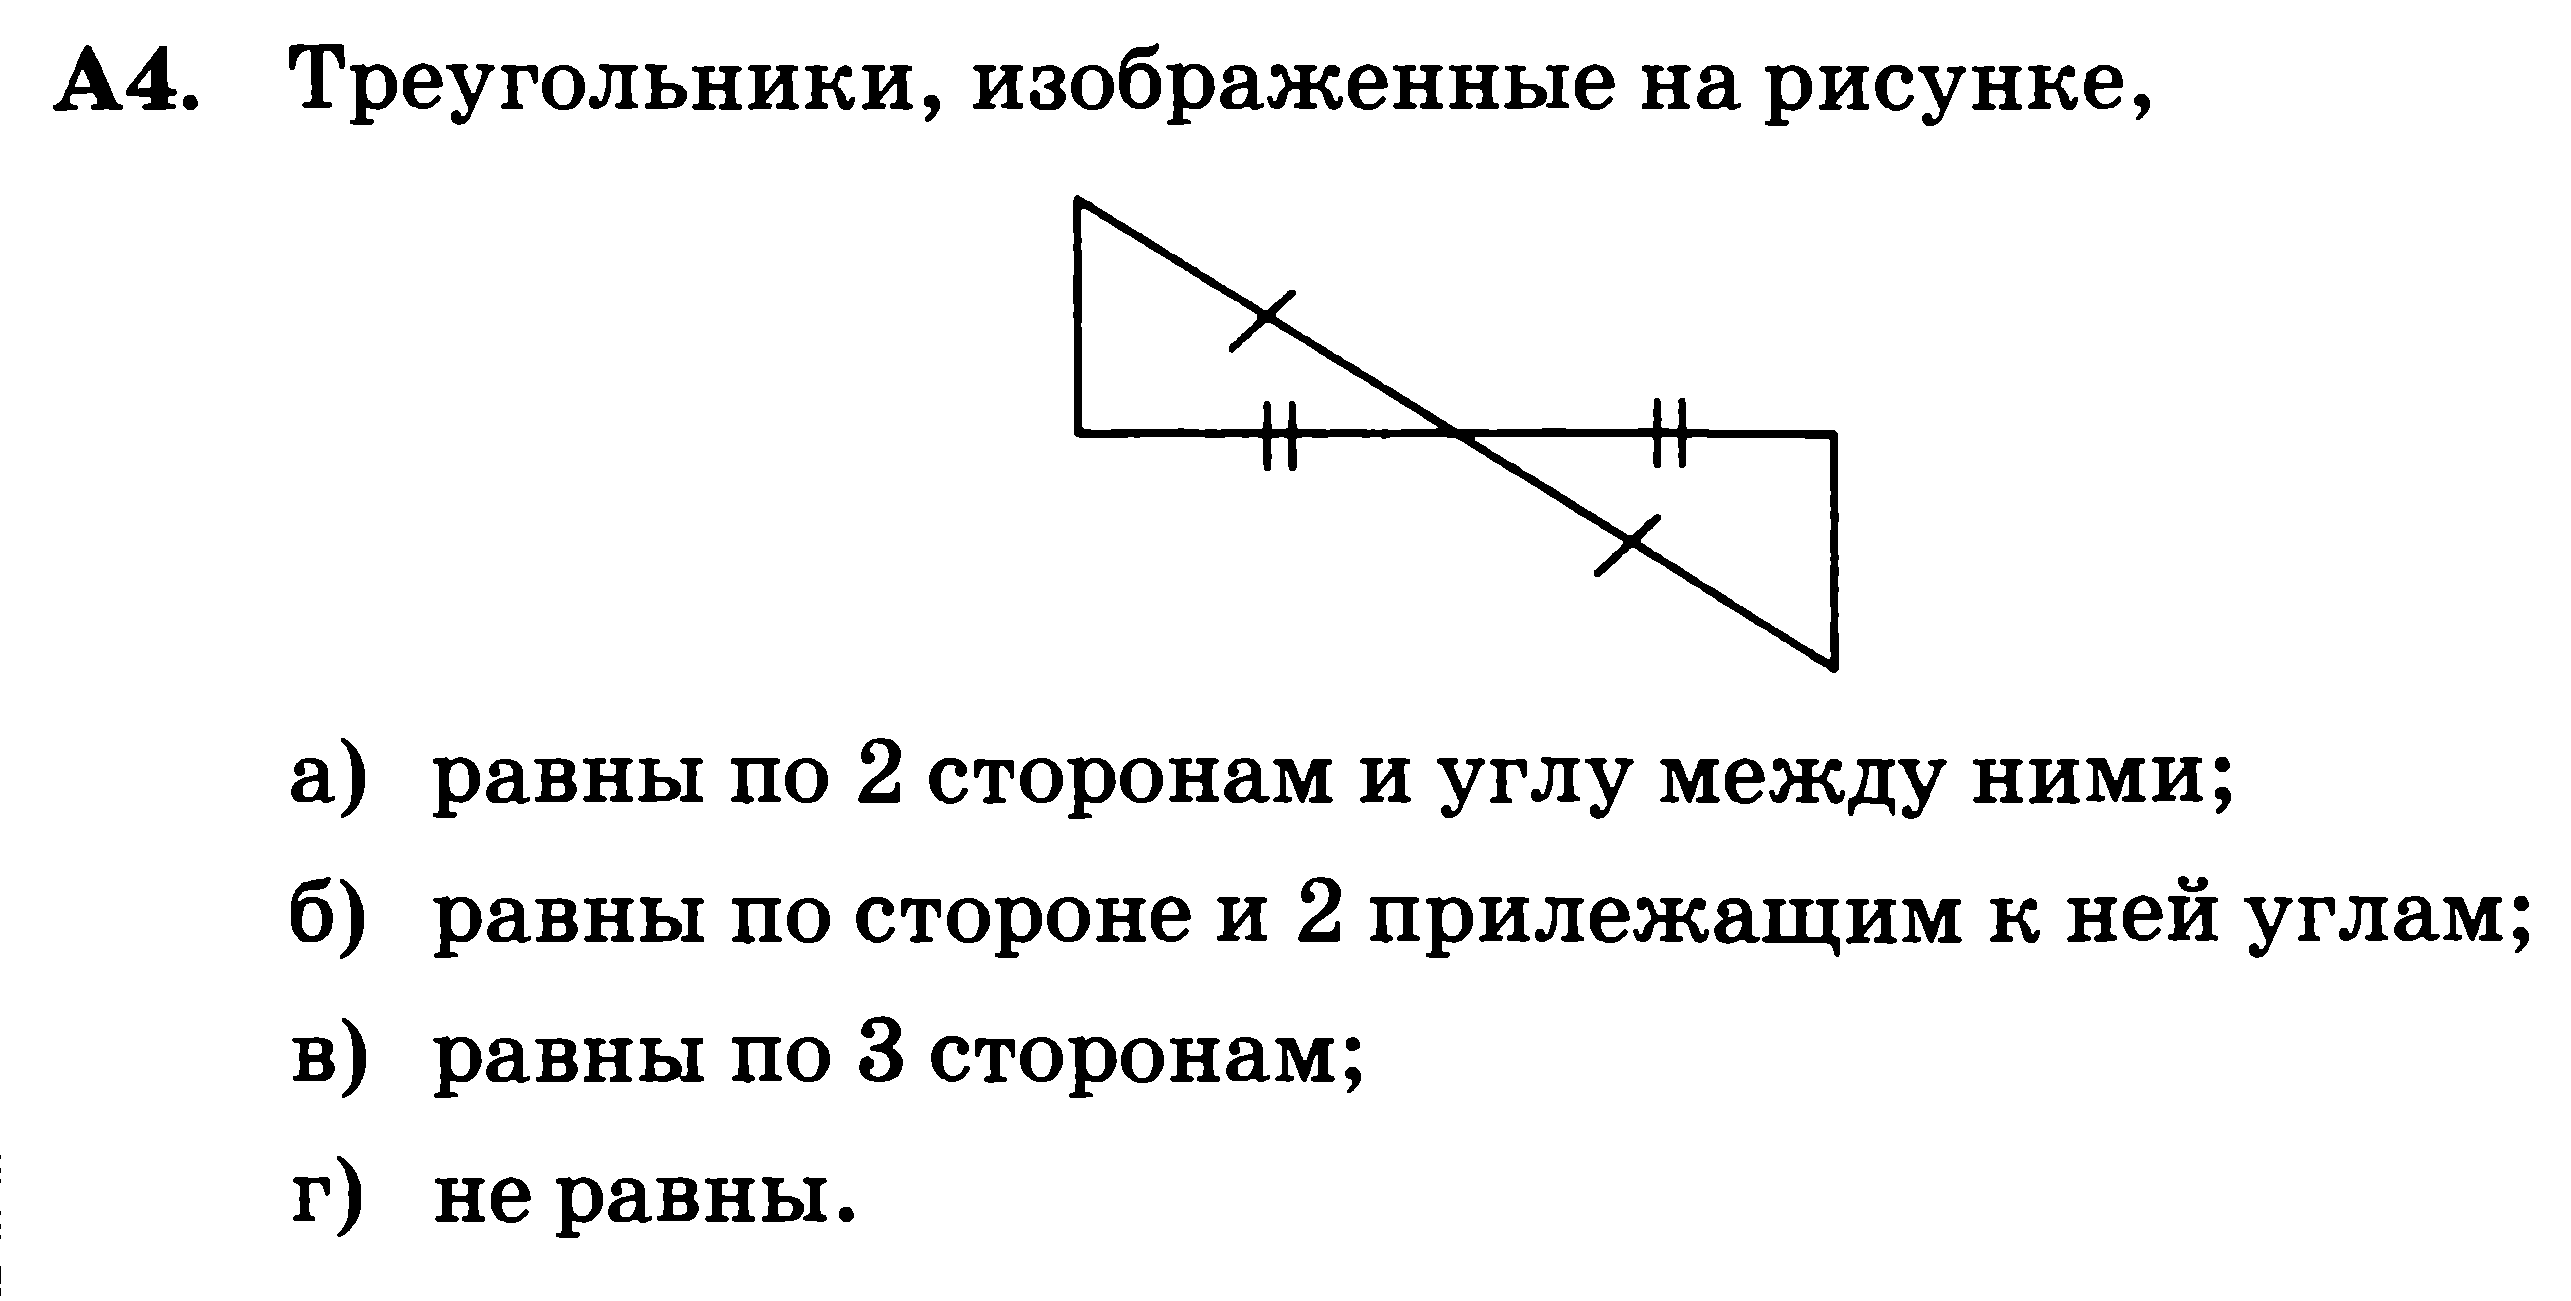 А4. Треугольники, изображенные на рисунке,
а) равны по 2 сторонам и углу между ними;
б) равны по стороне и 2 прилежащим к ней углам;
в) равны по 3 сторонам;
г) не равны.